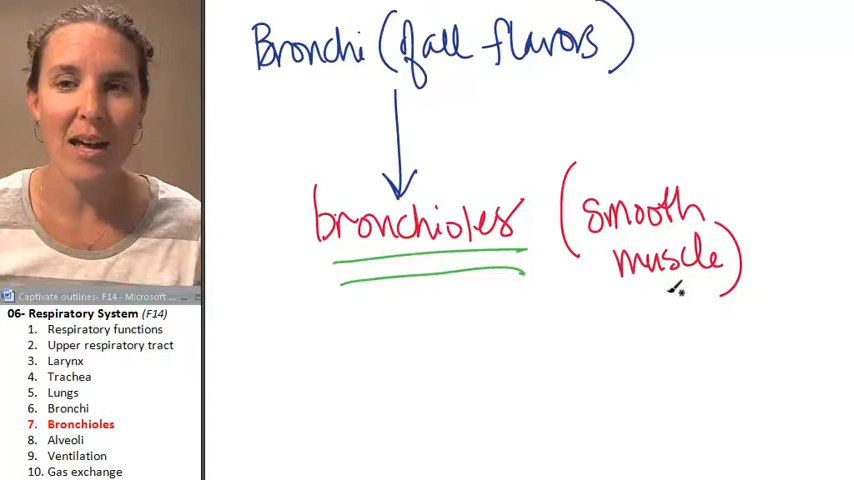 Bronchi (of all flavors)
bronchioles (smooth
muscle)
Captivate outlines- F14 - Microsoft ...
06- Respiratory System (F14)
1. Respiratory functions
2. Upper respiratory tract
3. Larynx
4. Trachea
5. Lungs
6. Bronchi
7. Bronchioles
8. Alveoli
9. Ventilation
10. Gas exchange